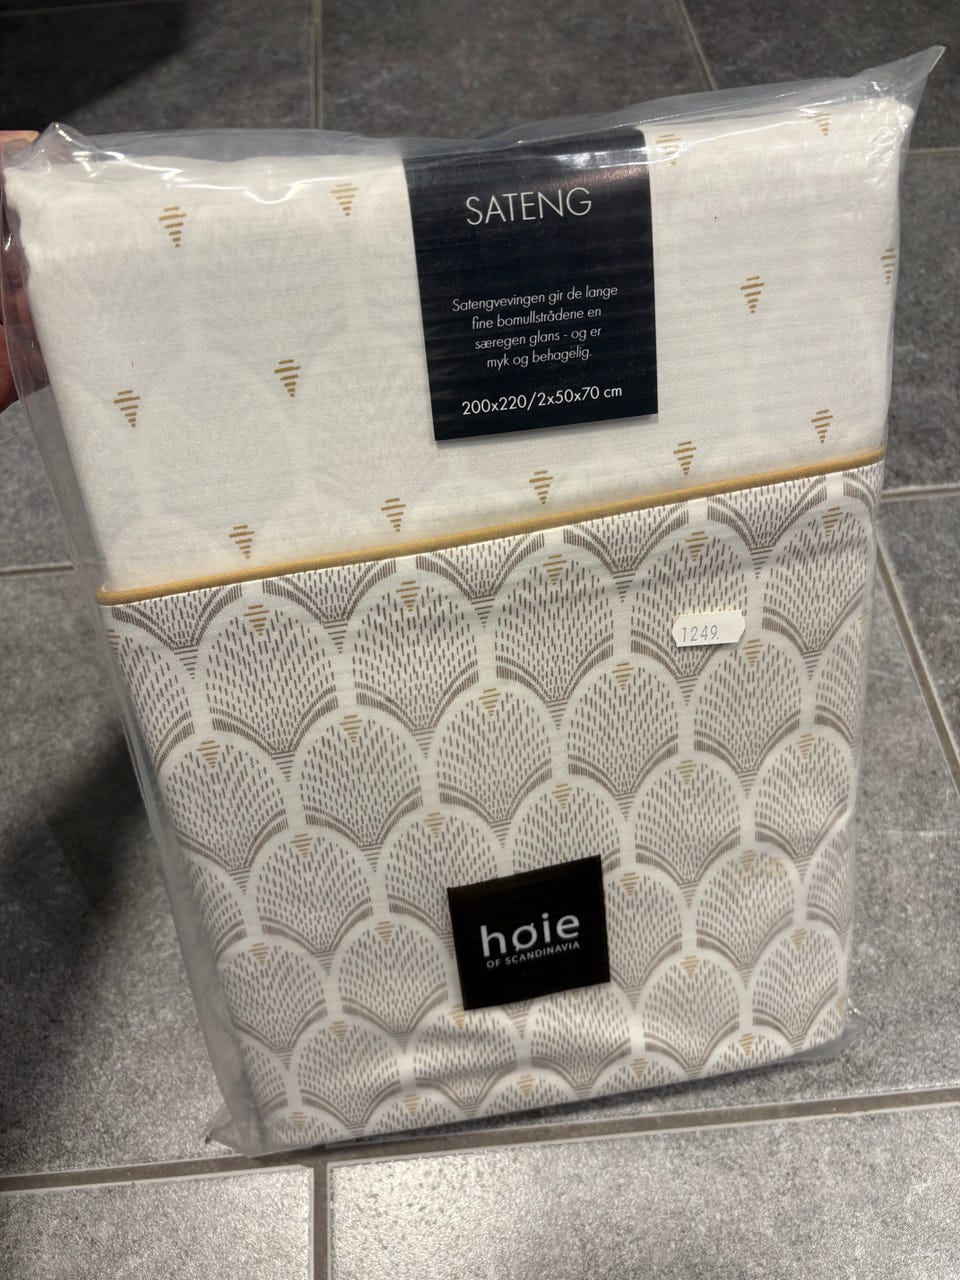 SATENG
Satengvevingen gir de lange
fine bomullstrådene en
særegen glans - og er
myk og behagelig.
200x220/2x50x70 cm
1249.
høie
OF SCANDINAVIA